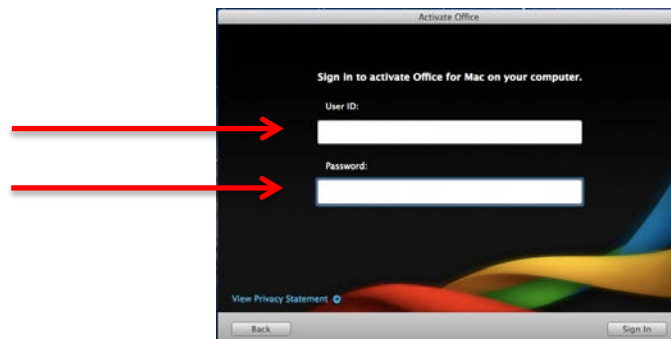 Activate Office
Sign in to activate Office for Mac on your computer.
User ID:
Password:
View Privacy Statement
Back
Sign In